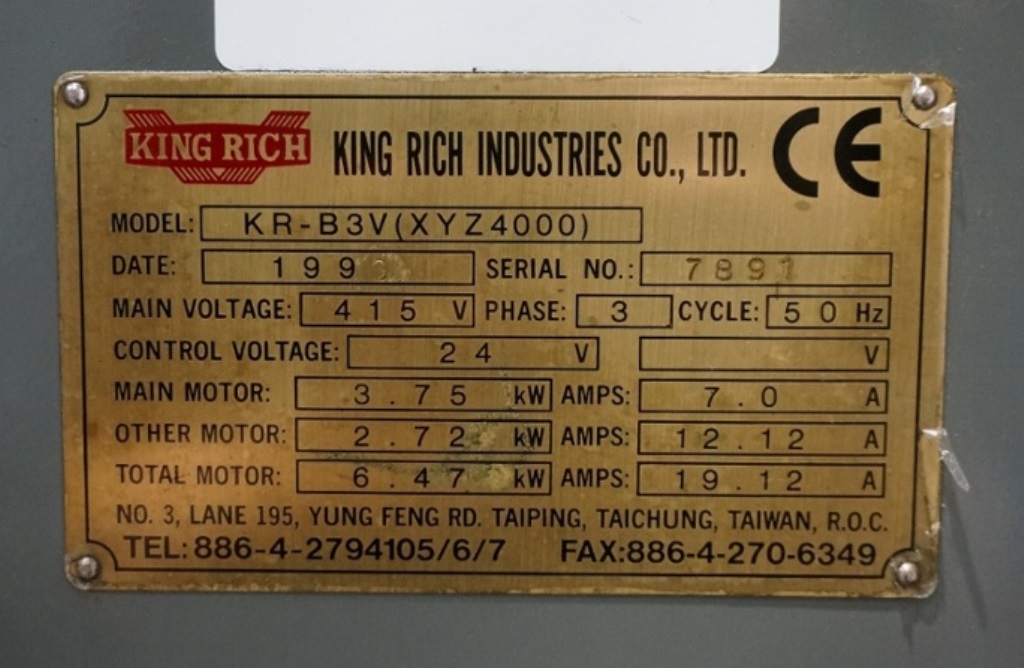 KING RICH KING RICH INDUSTRIES CO., LTD. CE
MODEL: KR-B3V(XYZ4000)
DATE: SERIAL NO.: 7891
MAIN VOLTAGE: 415 V PHASE: 3 CYCLE: 50 Hz
CONTROL VOLTAGE: 24 V V
MAIN MOTOR: 3.75 kW AMPS: 7.0 A
OTHER MOTOR: 2.72 kW AMPS: 12.12 A
TOTAL MOTOR: 6.47 kW AMPS: 19.12 A
NO. 3, LANE 195, YUNG FENG RD. TAIPING, TAICHUNG, TAIWAN, R.O.C.
TEL:886-4-2794105/6/7 FAX:886-4-270-6349